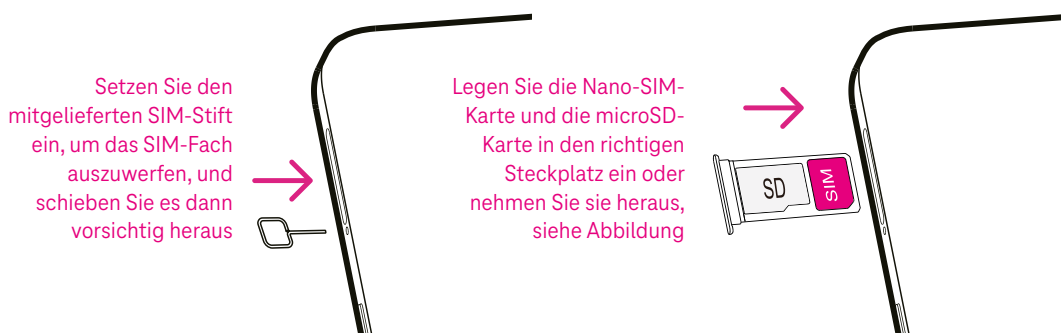 Setzen Sie den
mitgelieferten SIM-Stift
ein, um das SIM-Fach
auszuwerfen, und
schieben Sie es dann
vorsichtig heraus
Legen Sie die Nano-SIM-
Karte und die microSD-
Karte in den richtigen
Steckplatz ein oder
nehmen Sie sie heraus,
siehe Abbildung
SD
SIM